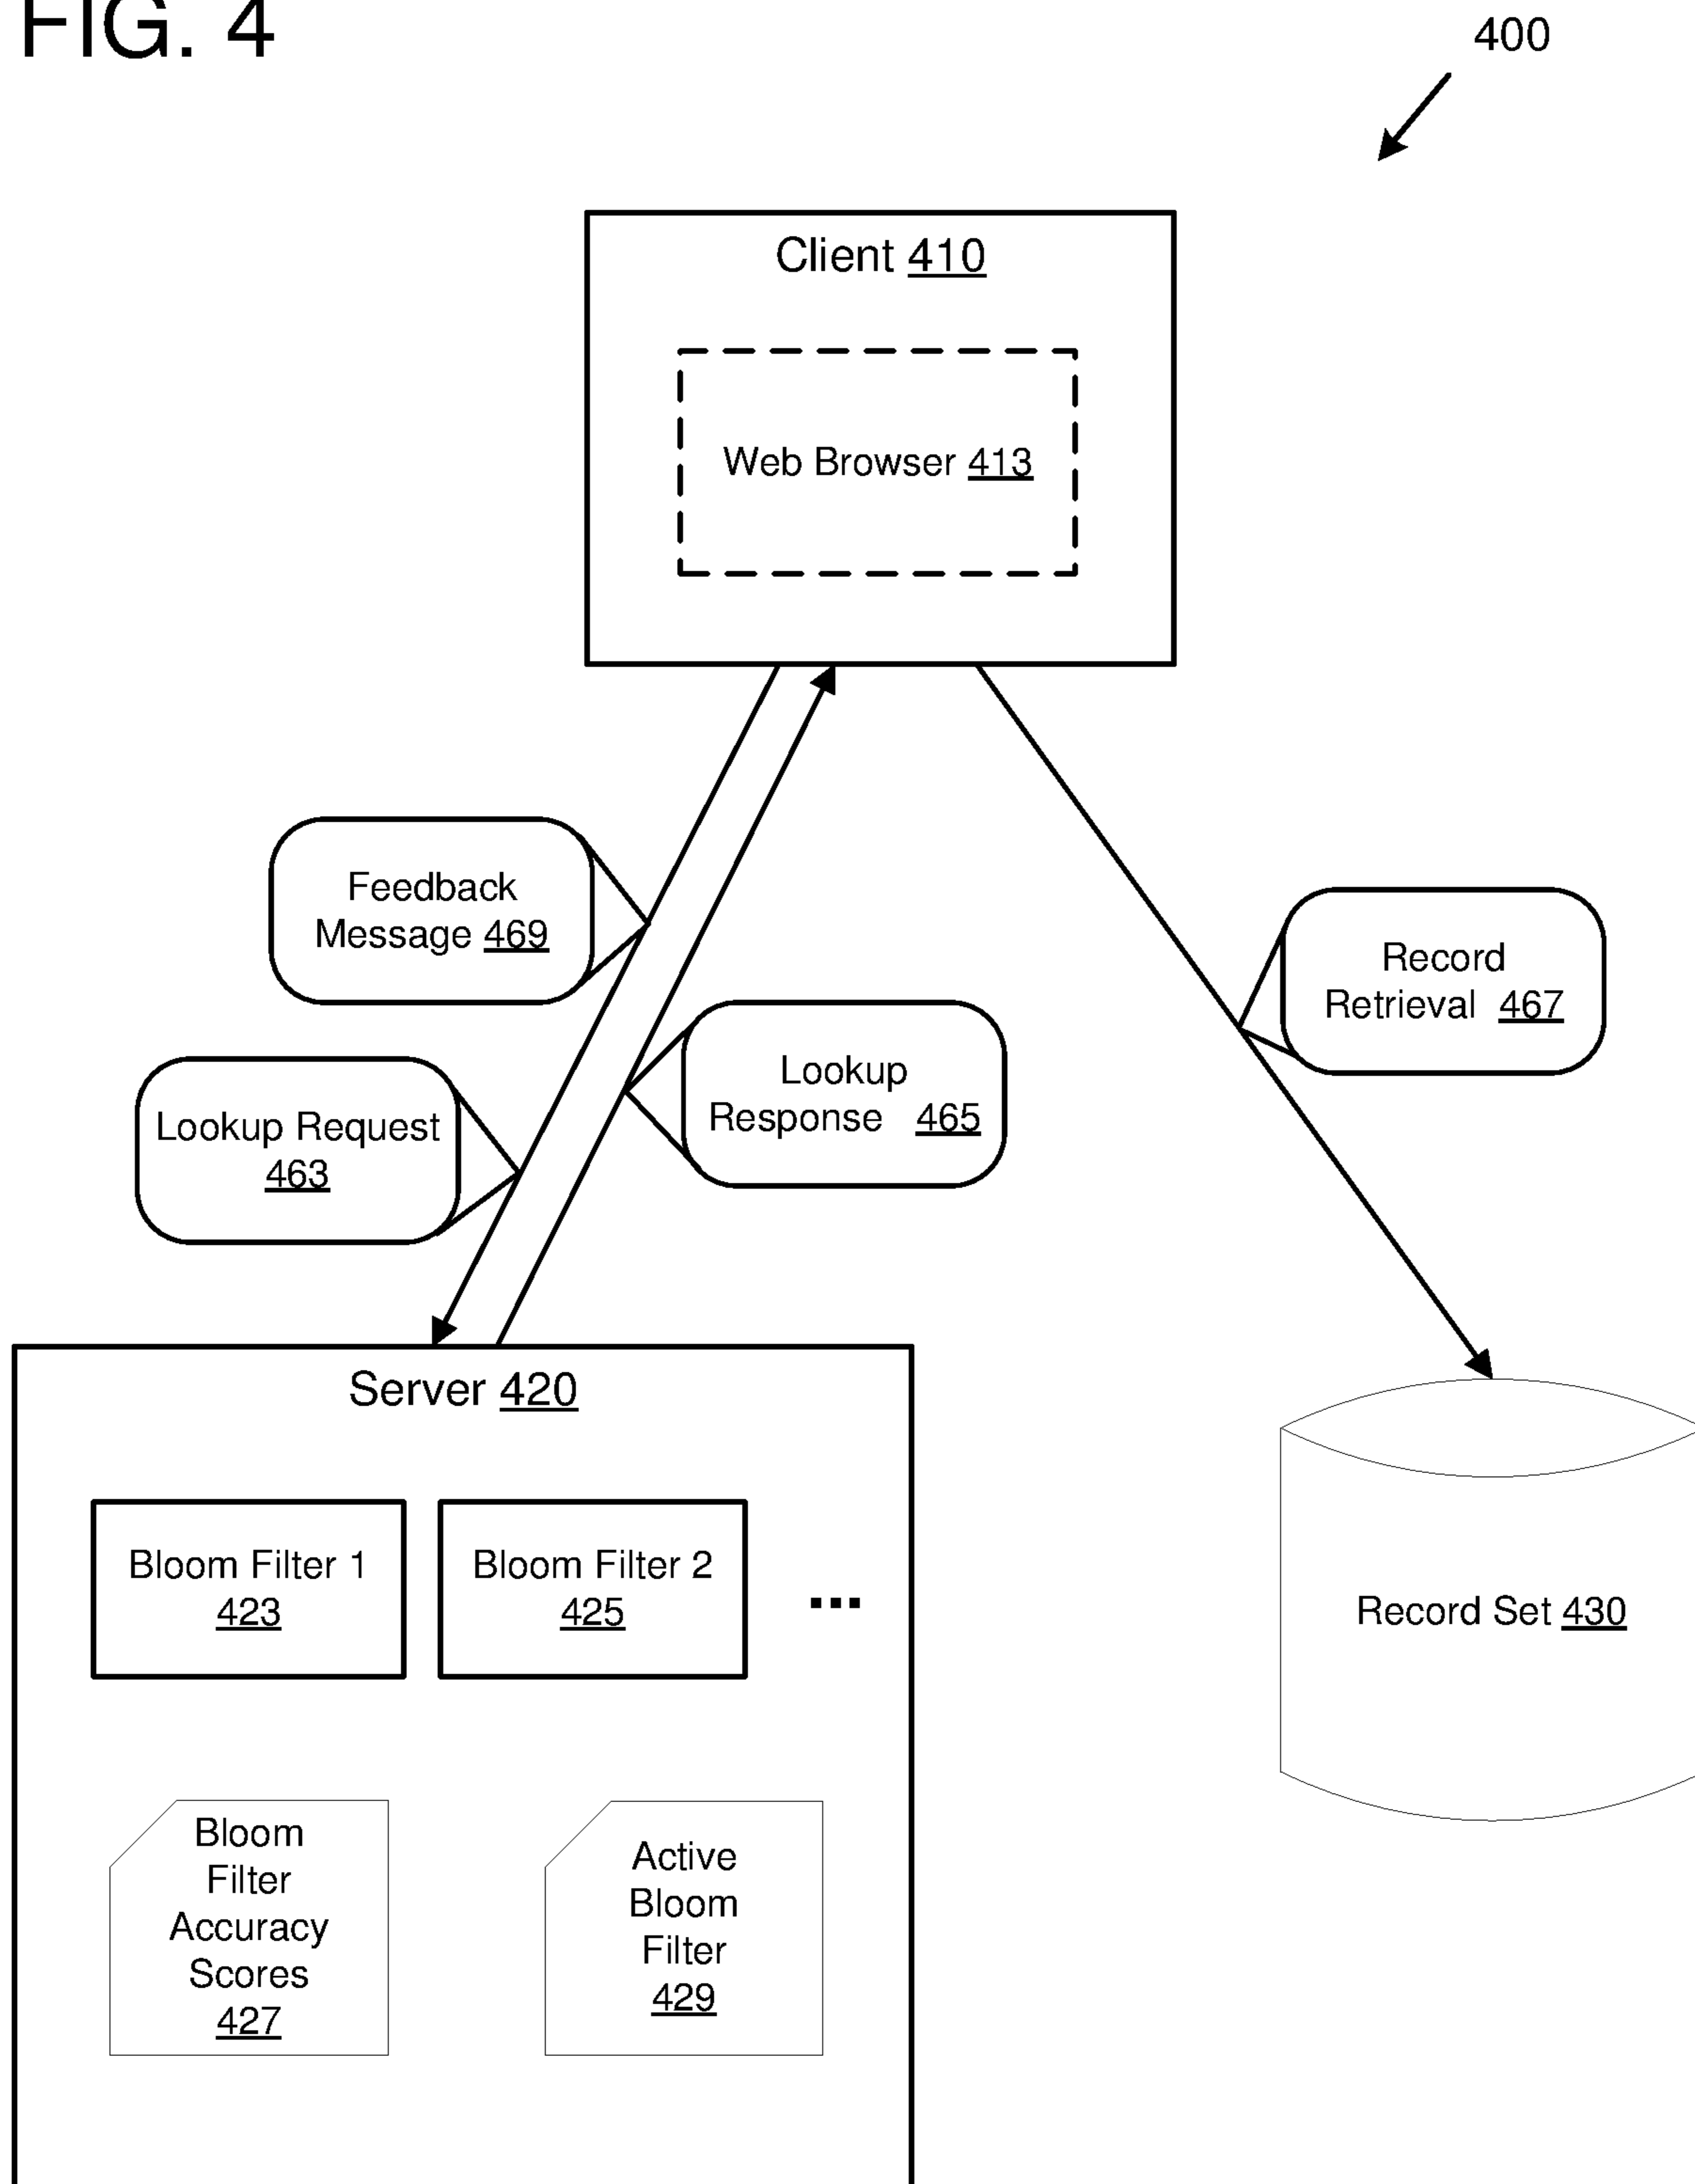 FIG. 4
400
Client 410
Web Browser 413
Feedback
Message 469
Record
Retrieval 467
Lookup
Response 465
Lookup Request
463
Server 420
Bloom Filter 1
423
Bloom Filter 2
425
...
Record Set 430
Bloom
Filter
Accuracy
Scores
427
Active
Bloom
Filter
429